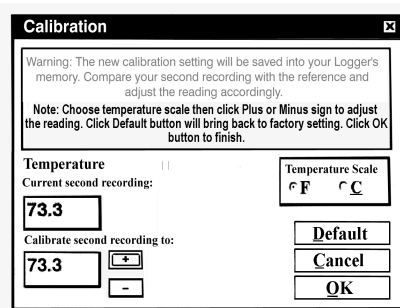 Calibration
Warning: The new calibration setting will be saved into your Logger's
memory. Compare your second recording with the reference and
adjust the reading accordingly.
Note: Choose temperature scale then click Plus or Minus sign to adjust
the reading. Click Default button will bring back to factory setting. Click OK
button to finish.
Temperature
Current second recording:
73.3
Calibrate second recording to:
73.3
+
-
Temperature Scale
F C
Default
Cancel
OK